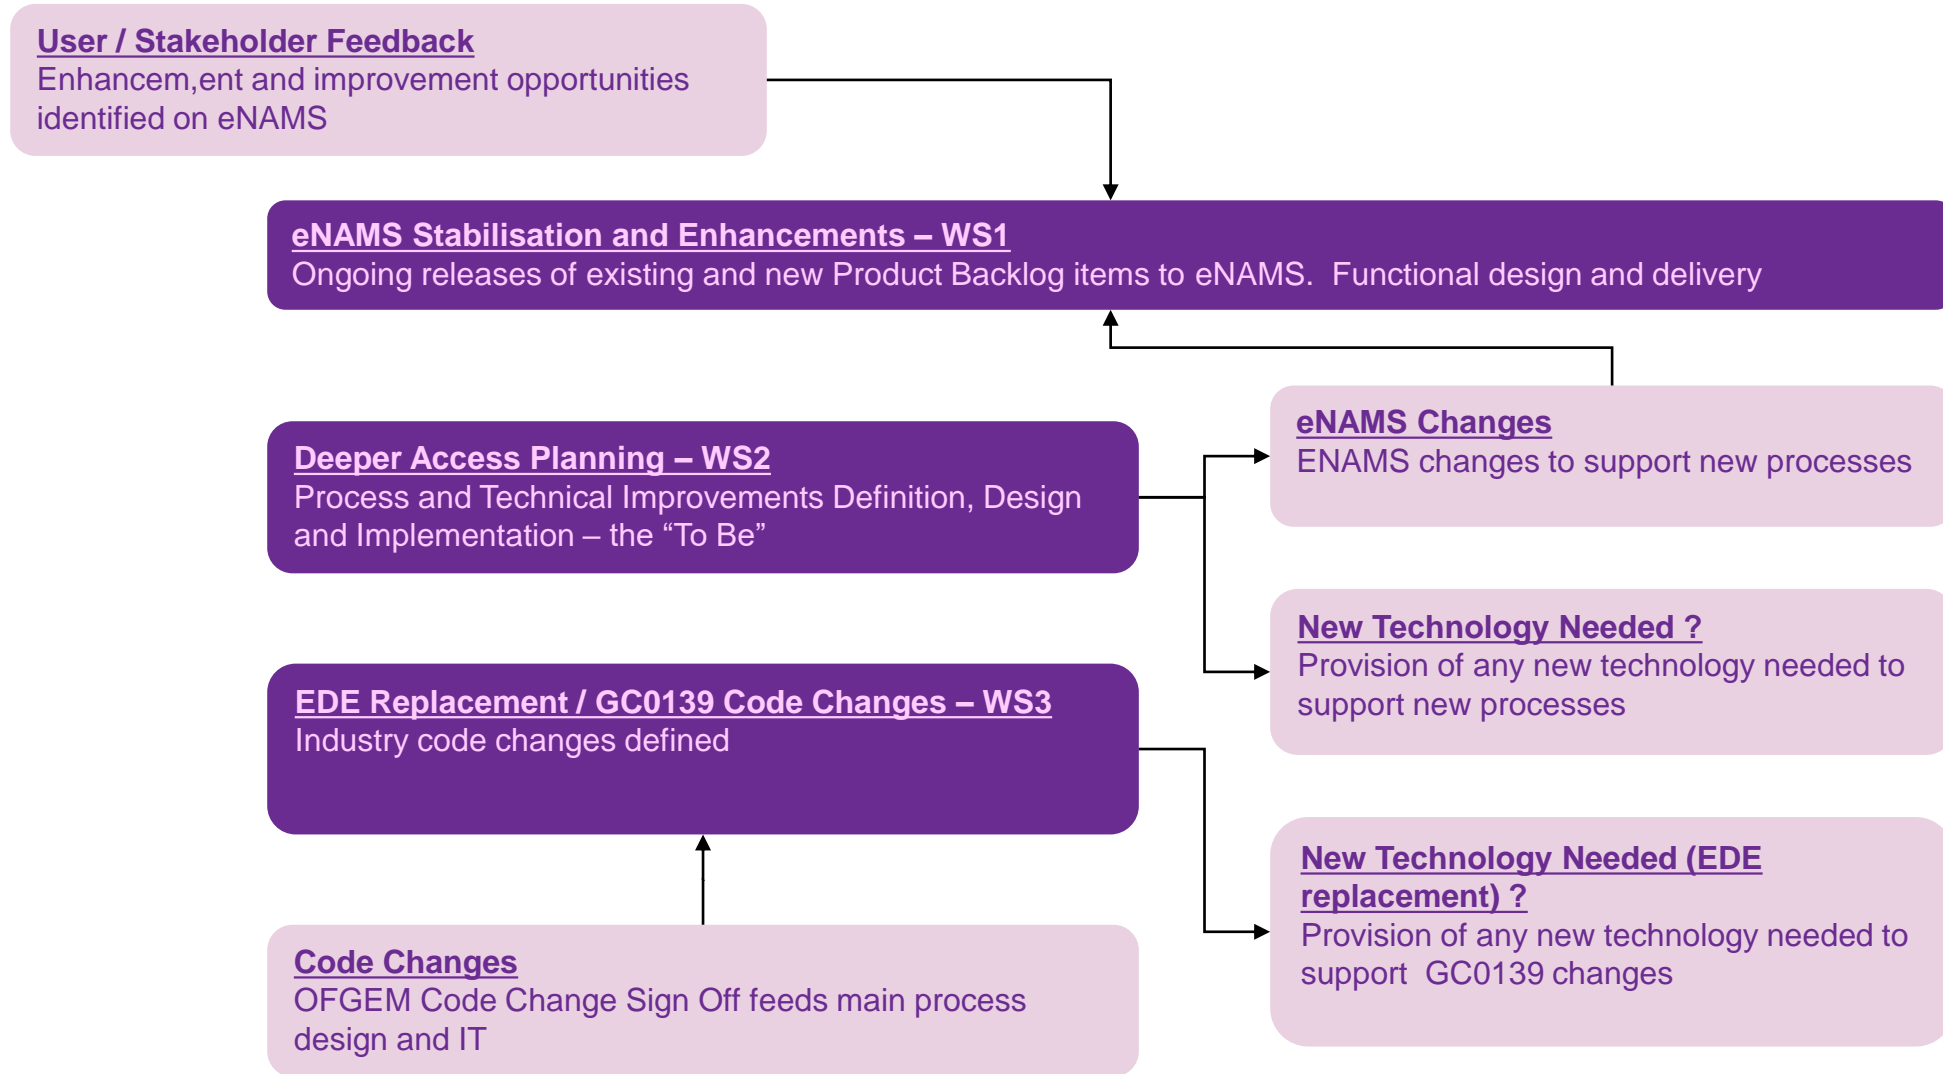 User / Stakeholder Feedback
Enhancem,ent and improvement opportunities
identified on eNAMS
eNAMS Stabilisation and Enhancements – WS1
Ongoing releases of existing and new Product Backlog items to eNAMS.  Functional design and delivery
Deeper Access Planning – WS2
Process and Technical Improvements Definition, Design
and Implementation – the “To Be”
eNAMS Changes
ENAMS changes to support new processes
New Technology Needed ?
Provision of any new technology needed to
support new processes
EDE Replacement / GC0139 Code Changes – WS3
Industry code changes defined
New Technology Needed (EDE
replacement) ?
Provision of any new technology needed to
support  GC0139 changes
Code Changes
OFGEM Code Change Sign Off feeds main process
design and IT